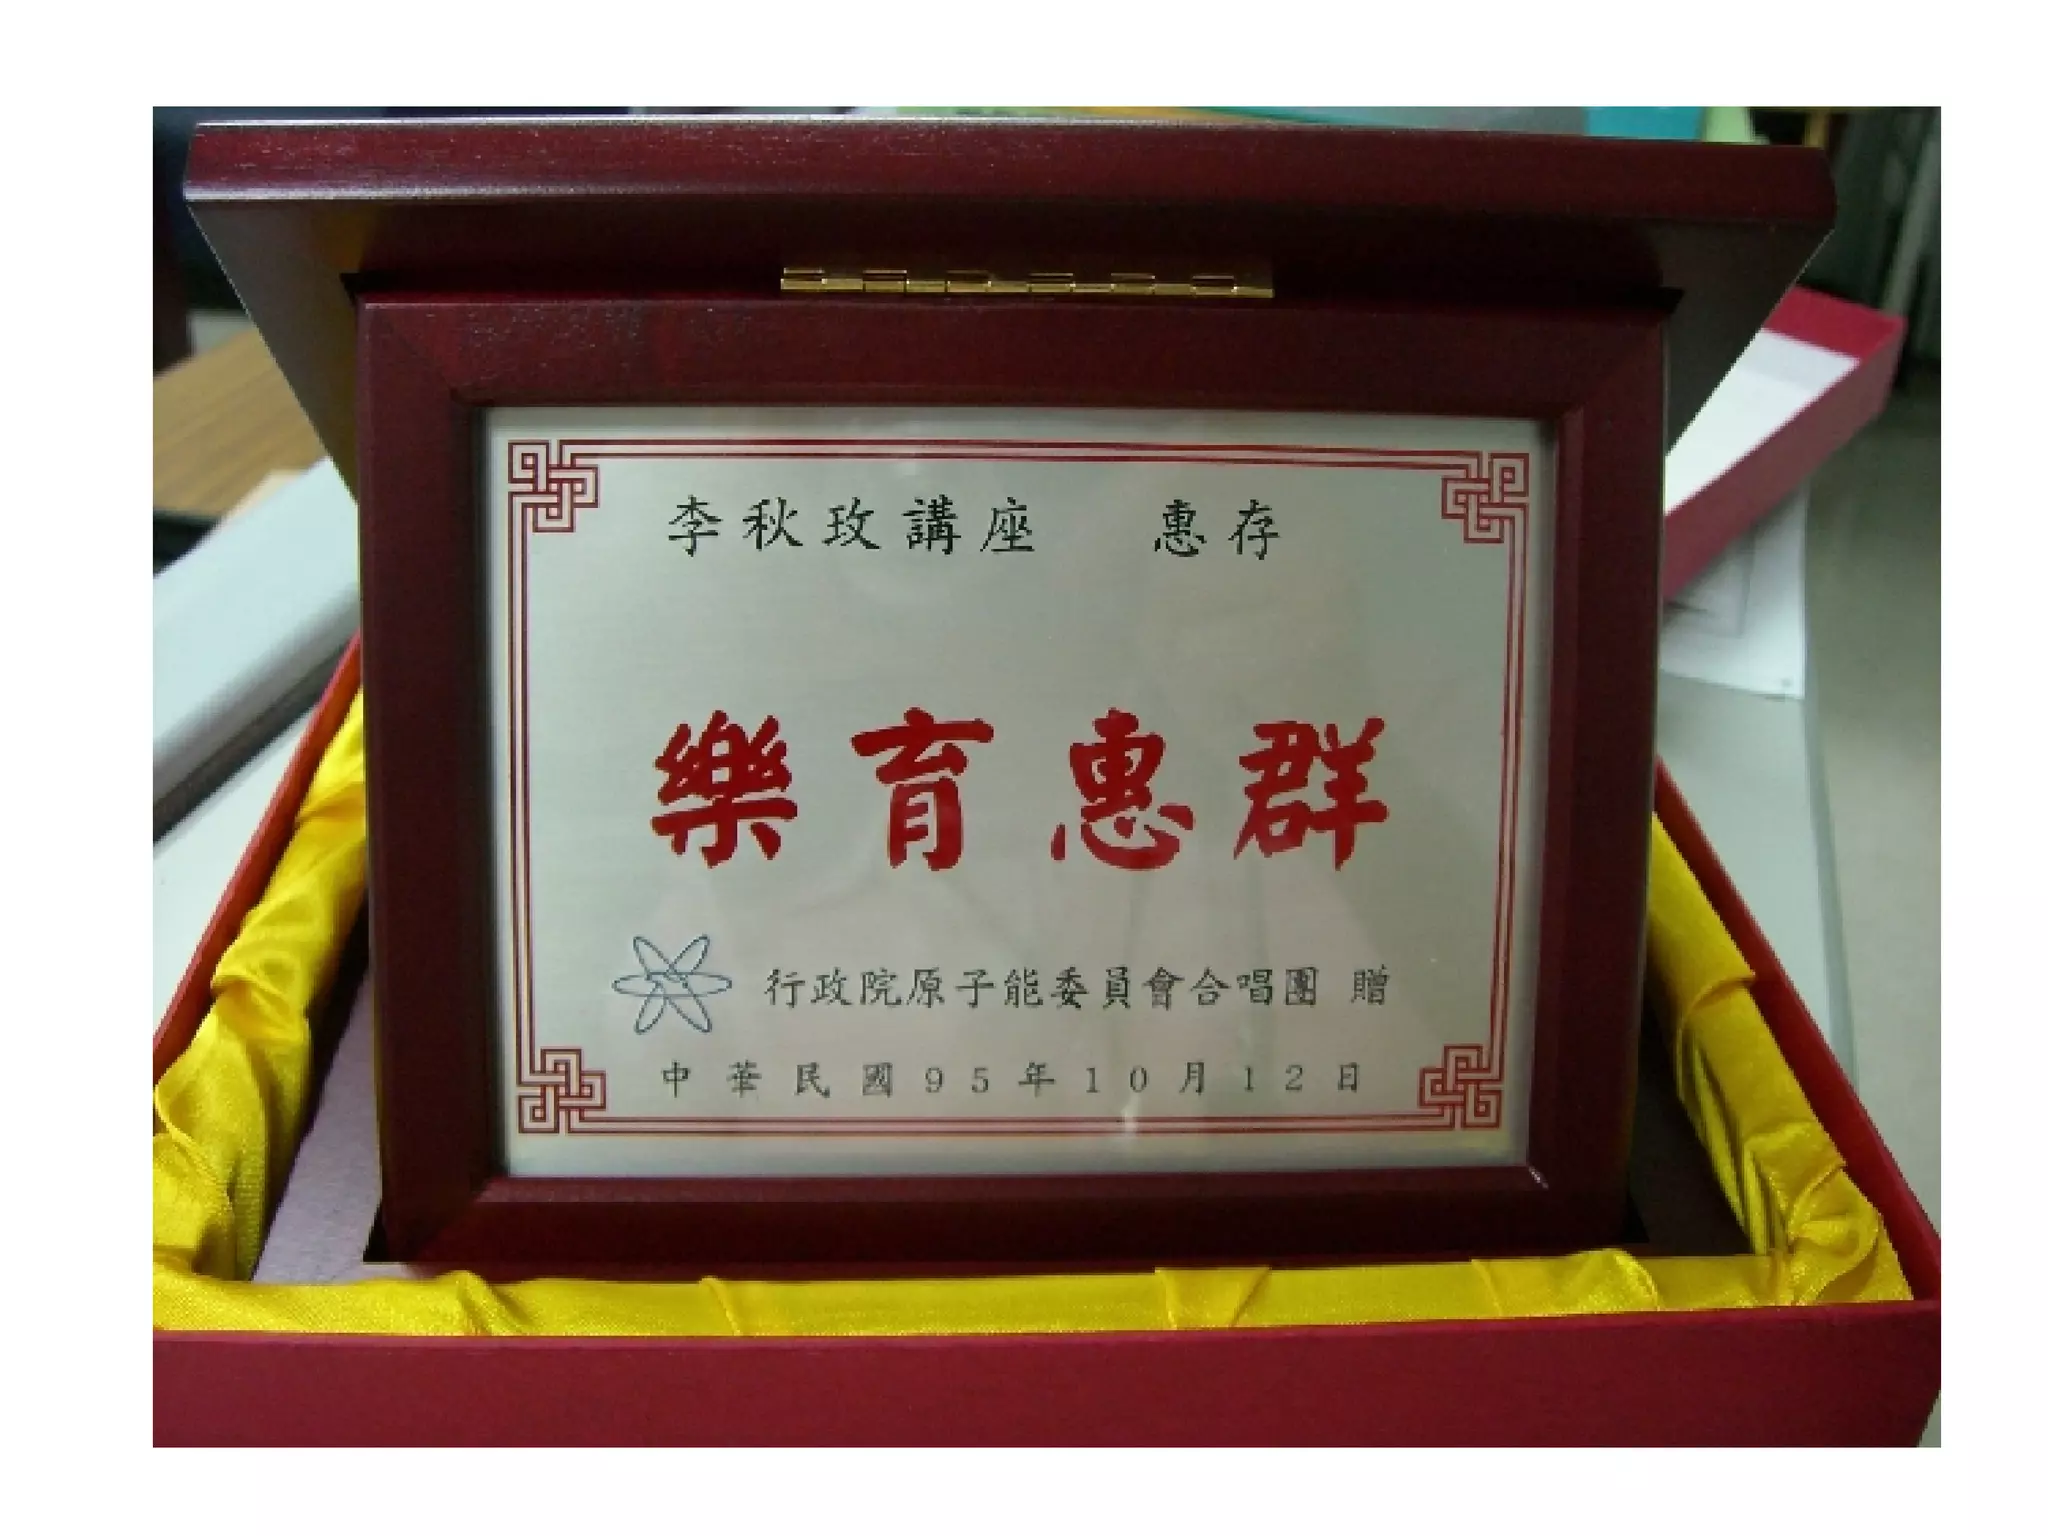 李秋玫講座 惠存
樂育惠群
行政院原子能委員會合唱團 贈
中華民國95年10月12日